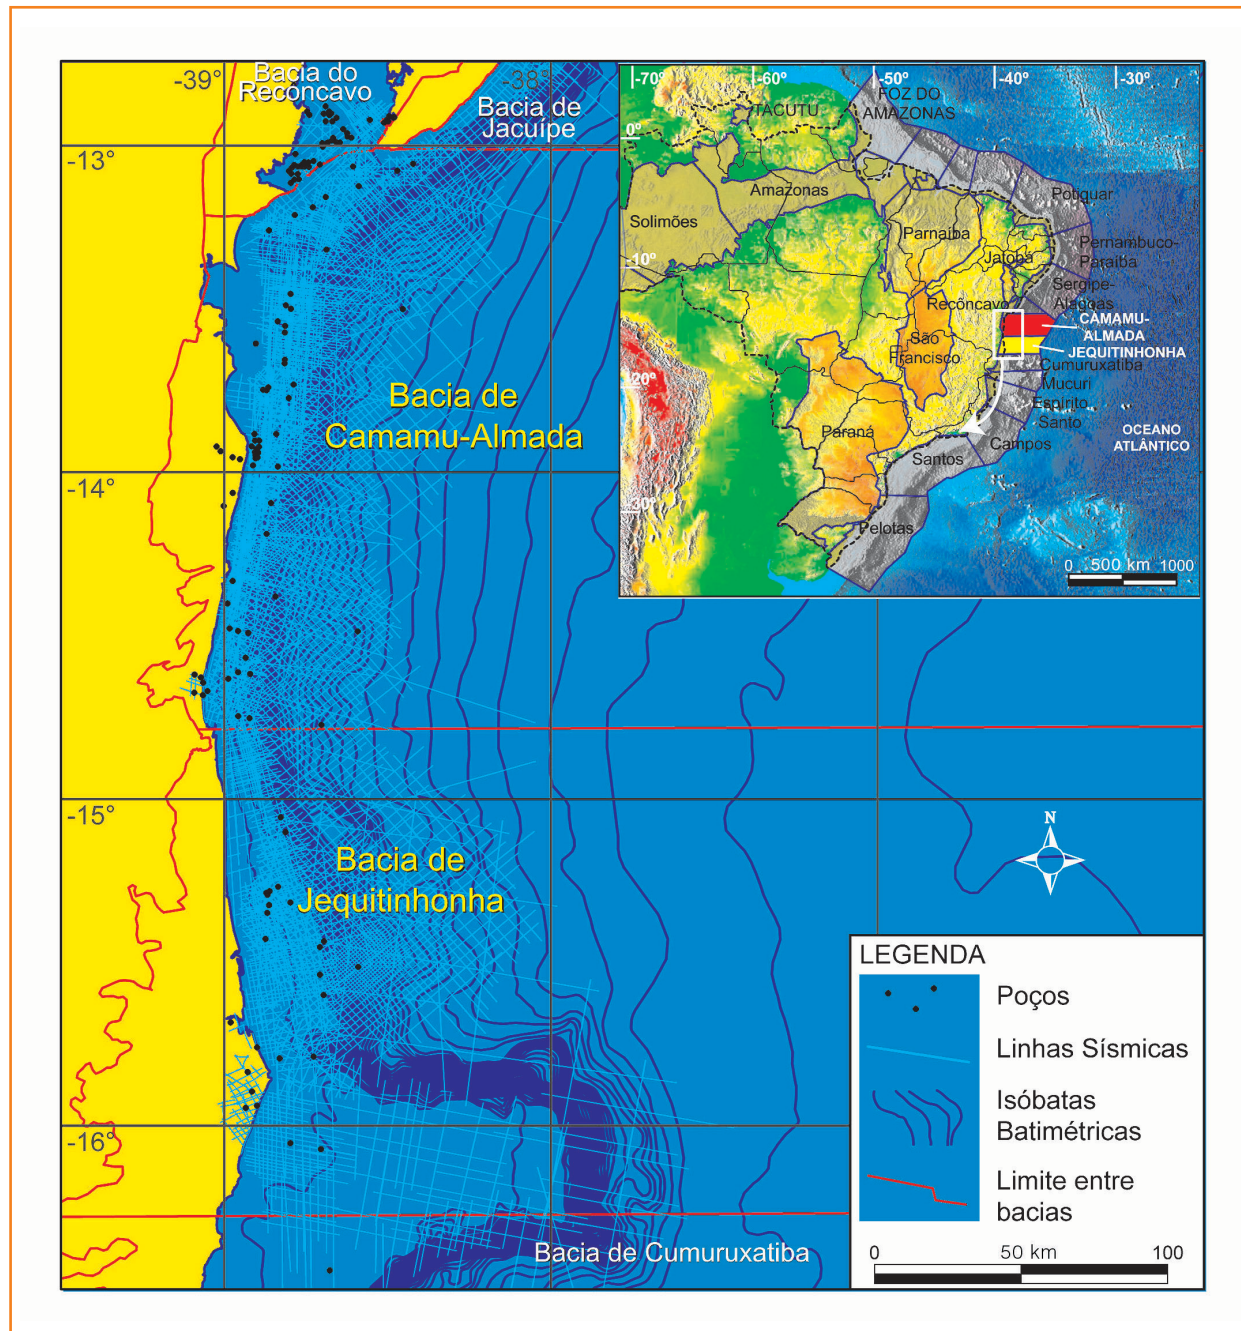 -39°
Bacia do
Recôncavo
-38°
Bacia de
Jacuípe
-13°
Bacia de
Camamu-Almada
-14°
-15°
Bacia de
Jequitinhonha
-16°
Bacia de Cumuruxatiba
-70°
-60°
-50°
-40°
-30°
0°
-10°
-20°
-30°
TACUTU
FOZ DO
AMAZONAS
Amazonas
Solimões
Potiguar
Parnaíba
Pernambuco-
Paraíba
Jatobá
Sergipe-
Alagoas
Recôncavo
CAMAMU-
ALMADA
JEQUITINHONHA
São
Francisco
Cumuruxatiba
Mucuri
Espírito
Santo
OCEANO
ATLÂNTICO
Paraná
Campos
Santos
Pelotas
0 500 km 1000
N
LEGENDA
Poços
Linhas Sísmicas
Isóbatas
Batimétricas
Limite entre
bacias
0 50 km 100